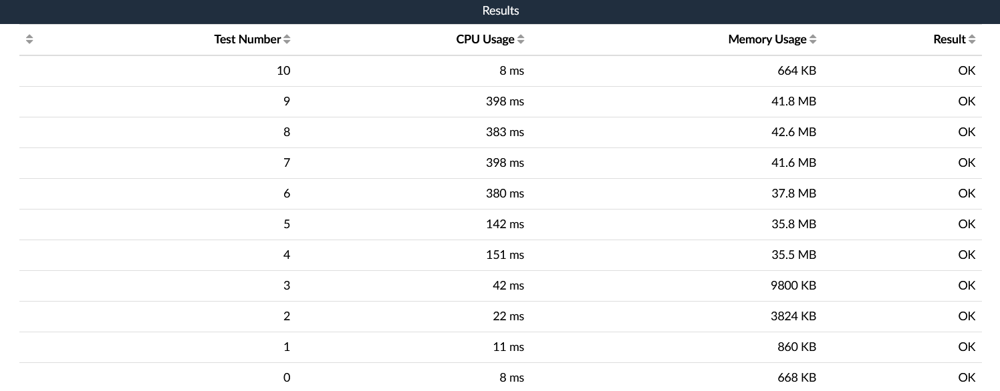 Results
Test Number CPU Usage Memory Usage Result
10 8 ms 664 KB OK
9 398 ms 41.8 MB OK
8 383 ms 42.6 MB OK
7 398 ms 41.6 MB OK
6 380 ms 37.8 MB OK
5 142 ms 35.8 MB OK
4 151 ms 35.5 MB OK
3 42 ms 9800 KB OK
2 22 ms 3824 KB OK
1 11 ms 860 KB OK
0 8 ms 668 KB OK